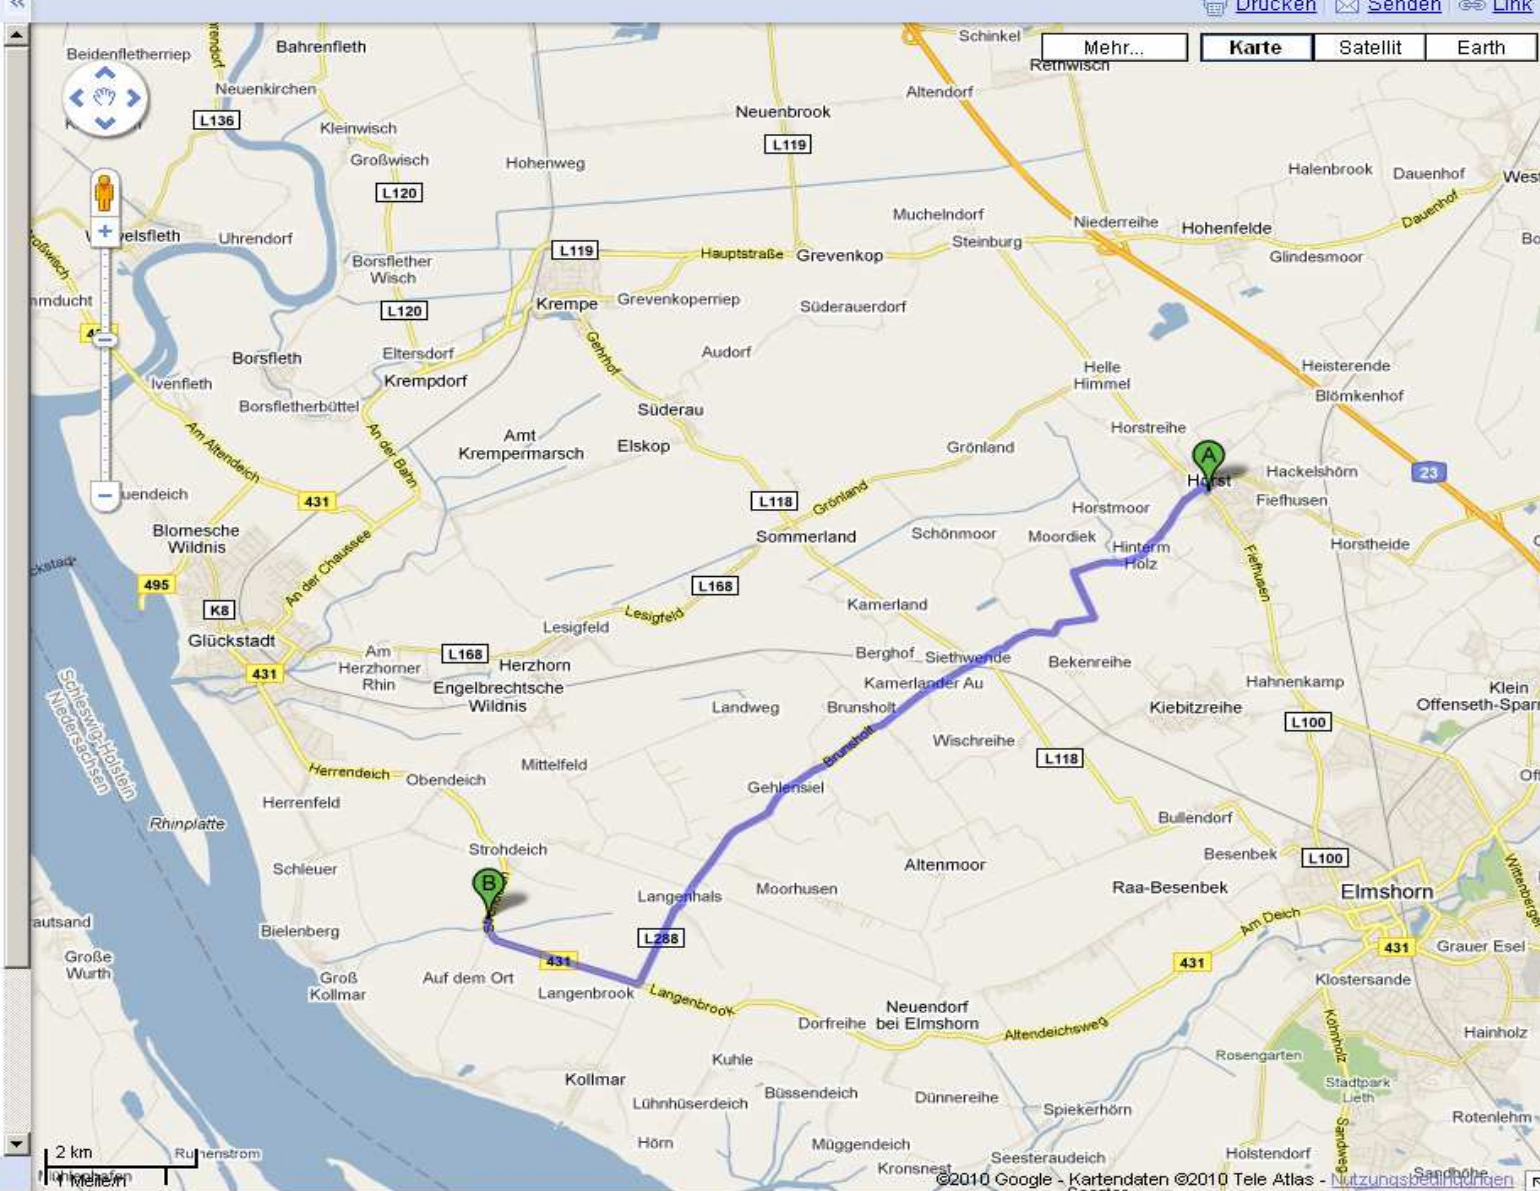 Drucken Senden Link
Mehr... Karte Satellit Earth
Schinkel
Rethwisch
Beidenfletherriep
Bahrenfleth
Neuenkirchen
Altendorf
L136
Kleinwisch
Neuenbrook
L119
Großwisch
Hohenweg
L120
Halenbrook
Dauenhof
Dauenhof
Muchelndorf
Niederreihe
Hohenfelde
Uhrendorf
Steinburg
Glindesmoor
Borsflether
Wisch
L119
Hauptstraße
Grevenkop
L120
Krempe
Grevenkoperriep
Süderauerdorf
Borsfleth
Eltersdorf
Gehrhof
Audorf
Ivenfleth
Krempdorf
Helle
Himmel
Heisterende
Blömkenhof
Borsfletherbüttel
Süderau
Horstreihe
Am Altendeich
An der Bahn
Amt
Krempermarsch
Elskop
Grönland
A
Horst
Hackelshörn
23
431
L118
Grönland
Horstmoor
Fiefhusen
Blomesche
Wildnis
An der Chaussee
Sommerland
Schönmoor
Moordiek
Hinterm
Holz
Horstheide
Fiefhusen
495
K8
L168
Lesigfeld
Kamerland
Glückstadt
Lesigfeld
Am
Herzhorner
Rhin
L168
Herzhorn
Berghof
Siethwende
Bekenreihe
431
Engelbrechtsche
Wildnis
Kamerlander Au
Hahnenkamp
Klein
Schleswig-Holstein
Niedersachsen
Landweg
Brunsholt
Kiebitzreihe
L100
Brunsholt
Wischreihe
L118
Herrendeich
Obendeich
Mittelfeld
Gehlensiel
Herrenfeld
Rhinplatte
Bullendorf
Strohdeich
Besenbek
L100
Schleuer
B
Altenmoor
Raa-Besenbek
Elmshorn
Langenhals
Moorhusen
Am Deich
Bielenberg
L288
431
431
431
Grauer Esel
Große
Wurth
Groß
Kollmar
Auf dem Ort
Langenbrook
Langenbrook
Klostersande
Neuendorf
bei Elmshorn
Dorfreihe
Altendeichsweg
Köhnholz
Hainholz
Kuhle
Rosengarten
Kollmar
Büssendeich
Stadtpark
Lieth
Lühnhüserdeich
Dünnereihe
Spiekerhörn
Rotenlehm
Hörn
Müggendeich
Sandweg
2 km
Kronsnest
Seesteraudeich
Holstendorf
Sandhöhe
©2010 Google - Kartendaten ©2010 Tele Atlas - Nutzungsbedingungen